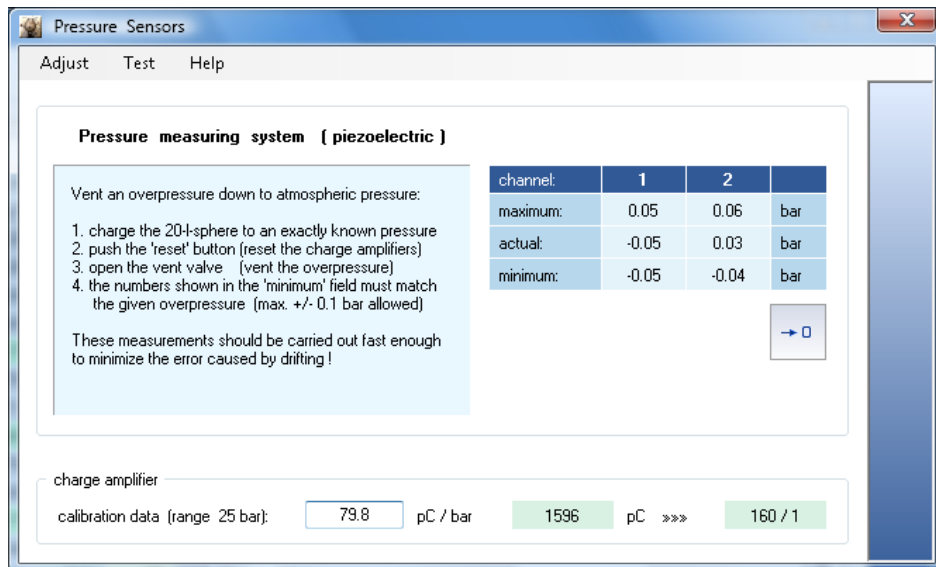 Pressure Sensors
X
Adjust Test Help
Pressure measuring system ( piezoelectric )
Vent an overpressure down to atmospheric pressure:
1. charge the 20-l-sphere to an exactly known pressure
2. push the 'reset' button (reset the charge amplifiers)
3. open the vent valve (vent the overpressure)
4. the numbers shown in the 'minimum' field must match
the given overpressure (max. +/- 0.1 bar allowed)
These measurements should be carried out fast enough
to minimize the error caused by drifting !
channel: 1 2
maximum: 0.05 0.06 bar
actual: -0.05 0.03 bar
minimum: -0.05 -0.04 bar
→ 0
charge amplifier
calibration data (range 25 bar): 79.8 pC / bar 1596 pC »»» 160 / 1